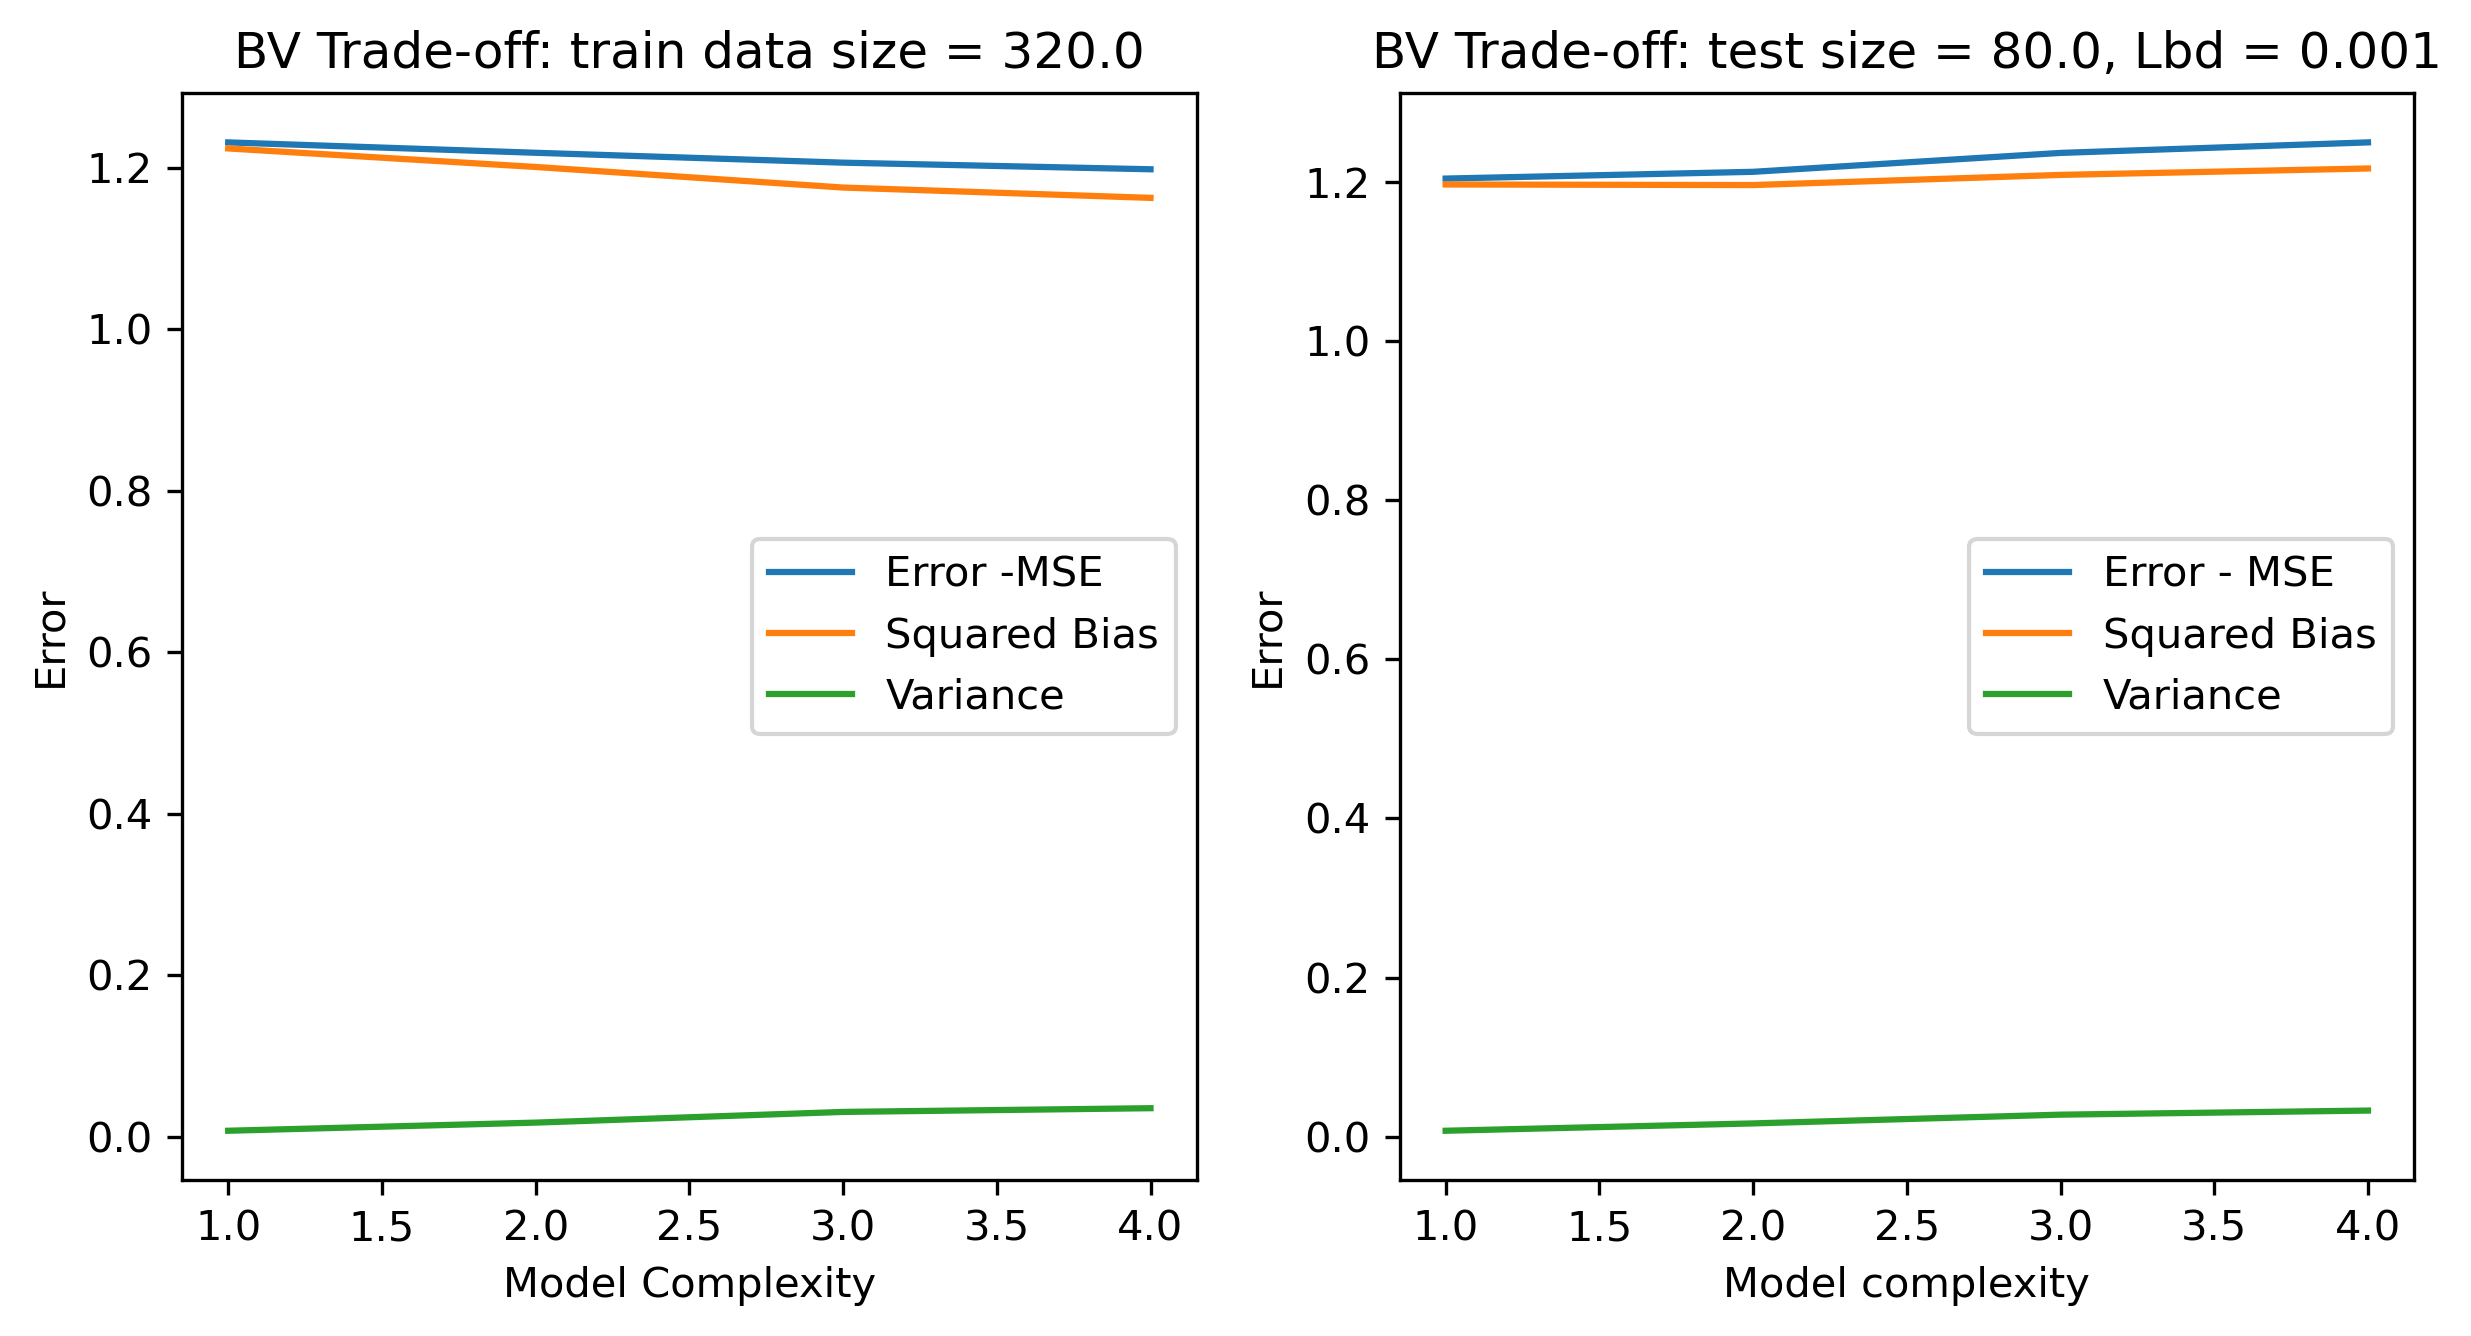 BV Trade-off: train data size = 320.0
1.2
1.0
0.8
0.6
0.4
0.2
0.0
Error
Error -MSE
Squared Bias
Variance
1.0 1.5 2.0 2.5 3.0 3.5 4.0
Model Complexity
BV Trade-off: test size = 80.0, Lbd = 0.001
1.2
1.0
0.8
0.6
0.4
0.2
0.0
Error
Error - MSE
Squared Bias
Variance
1.0 1.5 2.0 2.5 3.0 3.5 4.0
Model complexity